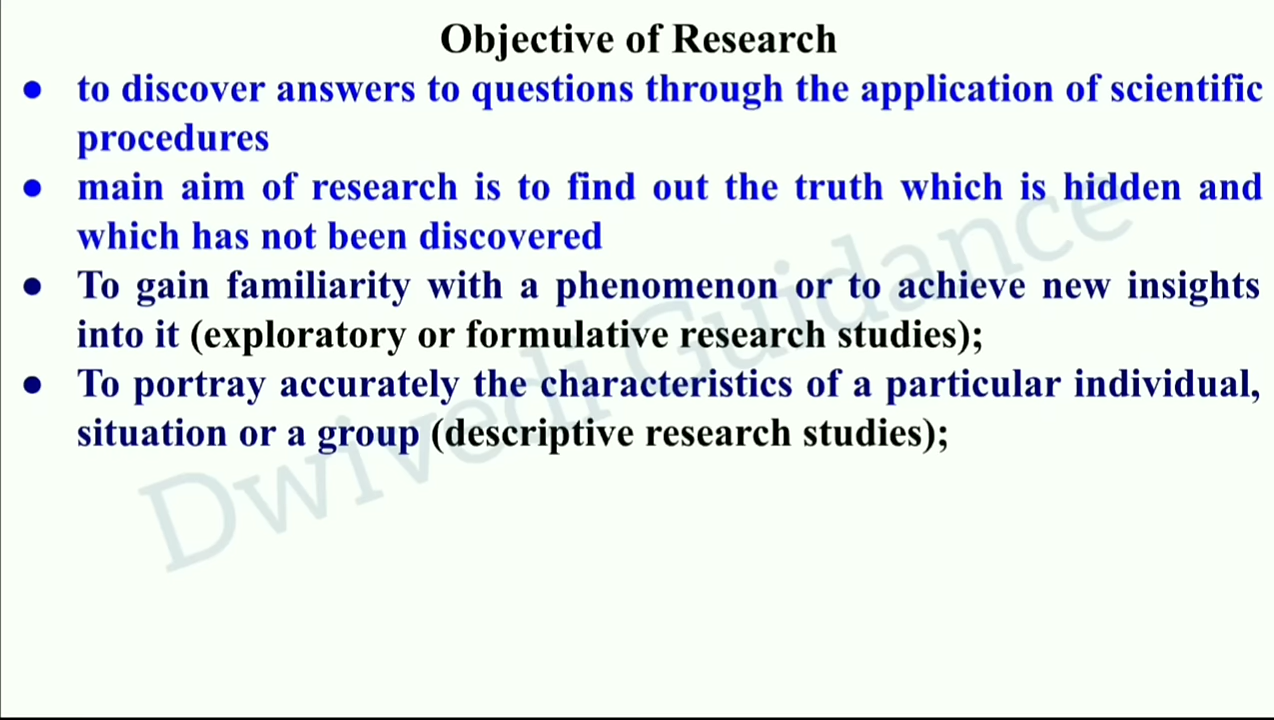 Objective of Research
● to discover answers to questions through the application of scientific
procedures
● main aim of research is to find out the truth which is hidden and
which has not been discovered
● To gain familiarity with a phenomenon or to achieve new insights
into it (exploratory or formulative research studies);
● To portray accurately the characteristics of a particular individual,
situation or a group (descriptive research studies);
Dwivedi Guidance